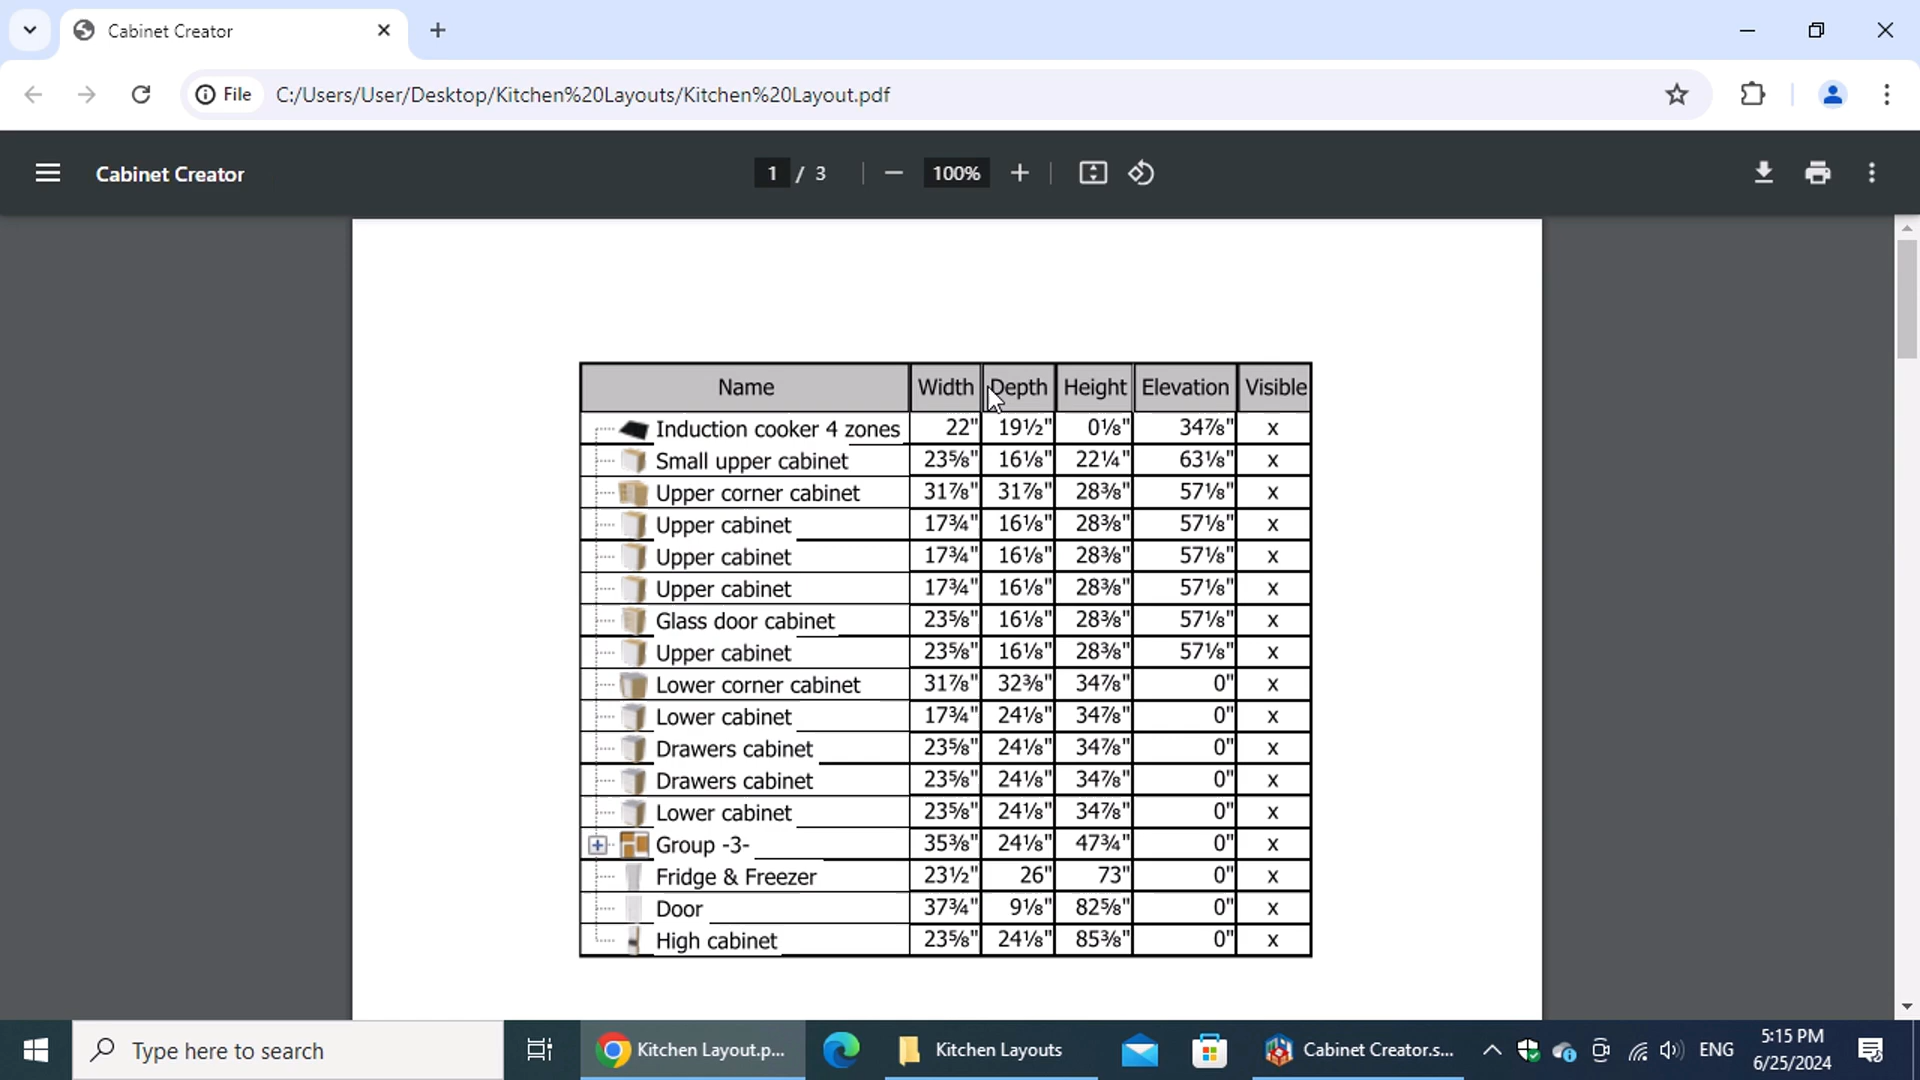 Cabinet Creator
File C:/Users/User/Desktop/Kitchen%20Layouts/Kitchen%20Layout.pdf
Cabinet Creator 1 / 3 100%
Name Width Depth Height Elevation Visible
Induction cooker 4 zones 22" 19½" 0⅛" 34⅞" x
Small upper cabinet 23⅝" 16⅛" 22¼" 63⅛" x
Upper corner cabinet 31⅞" 31⅞" 28⅜" 57⅛" x
Upper cabinet 17¾" 16⅛" 28⅜" 57⅛" x
Upper cabinet 17¾" 16⅛" 28⅜" 57⅛" x
Upper cabinet 17¾" 16⅛" 28⅜" 57⅛" x
Glass door cabinet 23⅝" 16⅛" 28⅜" 57⅛" x
Upper cabinet 23⅝" 16⅛" 28⅜" 57⅛" x
Lower corner cabinet 31⅞" 32⅜" 34⅞" 0" x
Lower cabinet 17¾" 24⅛" 34⅞" 0" x
Drawers cabinet 23⅝" 24⅛" 34⅞" 0" x
Drawers cabinet 23⅝" 24⅛" 34⅞" 0" x
Lower cabinet 23⅝" 24⅛" 34⅞" 0" x
Group -3- 35⅜" 24⅛" 47¾" 0" x
Fridge & Freezer 23½" 26" 73" 0" x
Door 37¾" 9⅛" 82⅝" 0" x
High cabinet 23⅝" 24⅛" 85⅜" 0" x
Type here to search Kitchen Layout.p... Kitchen Layouts Cabinet Creator.s... ENG 5:15 PM
6/25/2024